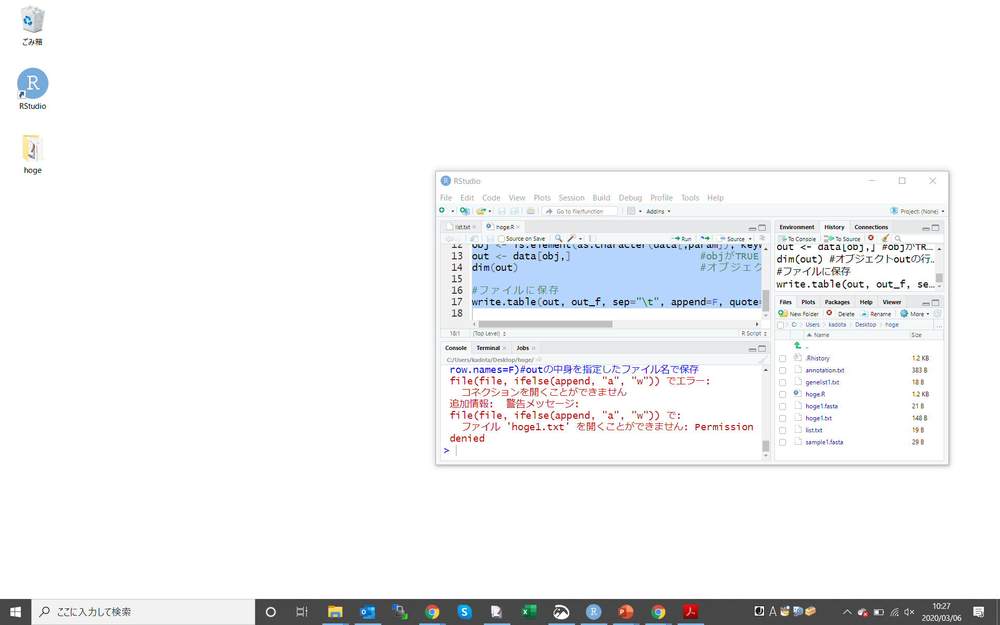 ごみ箱
R
RStudio
hoge
R RStudio
File Edit Code View Plots Session Build Debug Profile Tools Help
Go to file/function
Addins
Project: (None)
list.txt
hoge.R
Source on Save
Run
Source
12 obj <- is.element(as.character(data[,param]), keyw
13 out <- data[obj,] #objがTRUE
14 dim(out) #オブジェク
15
16 #ファイルに保存
17 write.table(out, out_f, sep="\t", append=F, quote=
18
18:1 (Top Level) R Script
Console Terminal Jobs
C:/Users/kadota/Desktop/hoge/
row.names=F)#outの中身を指定したファイル名で保存
file(file, ifelse(append, "a", "w")) でエラー:
コネクションを開くことができません
追加情報: 警告メッセージ:
file(file, ifelse(append, "a", "w")) で:
ファイル 'hoge1.txt' を開くことができません: Permission
denied
>
Environment History Connections
To Console To Source
out <- data[obj,] #objがTR...
dim(out) #オブジェクトoutの行...
#ファイルに保存
write.table(out, out_f, se...
Files Plots Packages Help Viewer
New Folder Delete Rename More
C: Users kadota Desktop hoge ...
Name Size
..
.Rhistory 1.2 KB
annotation.txt 383 B
genelist1.txt 18 B
hoge.R 1.2 KB
hoge1.fasta 21 B
hoge1.txt 148 B
list.txt 19 B
sample1.fasta 29 B
ここに入力して検索
A
10:27
2020/03/06